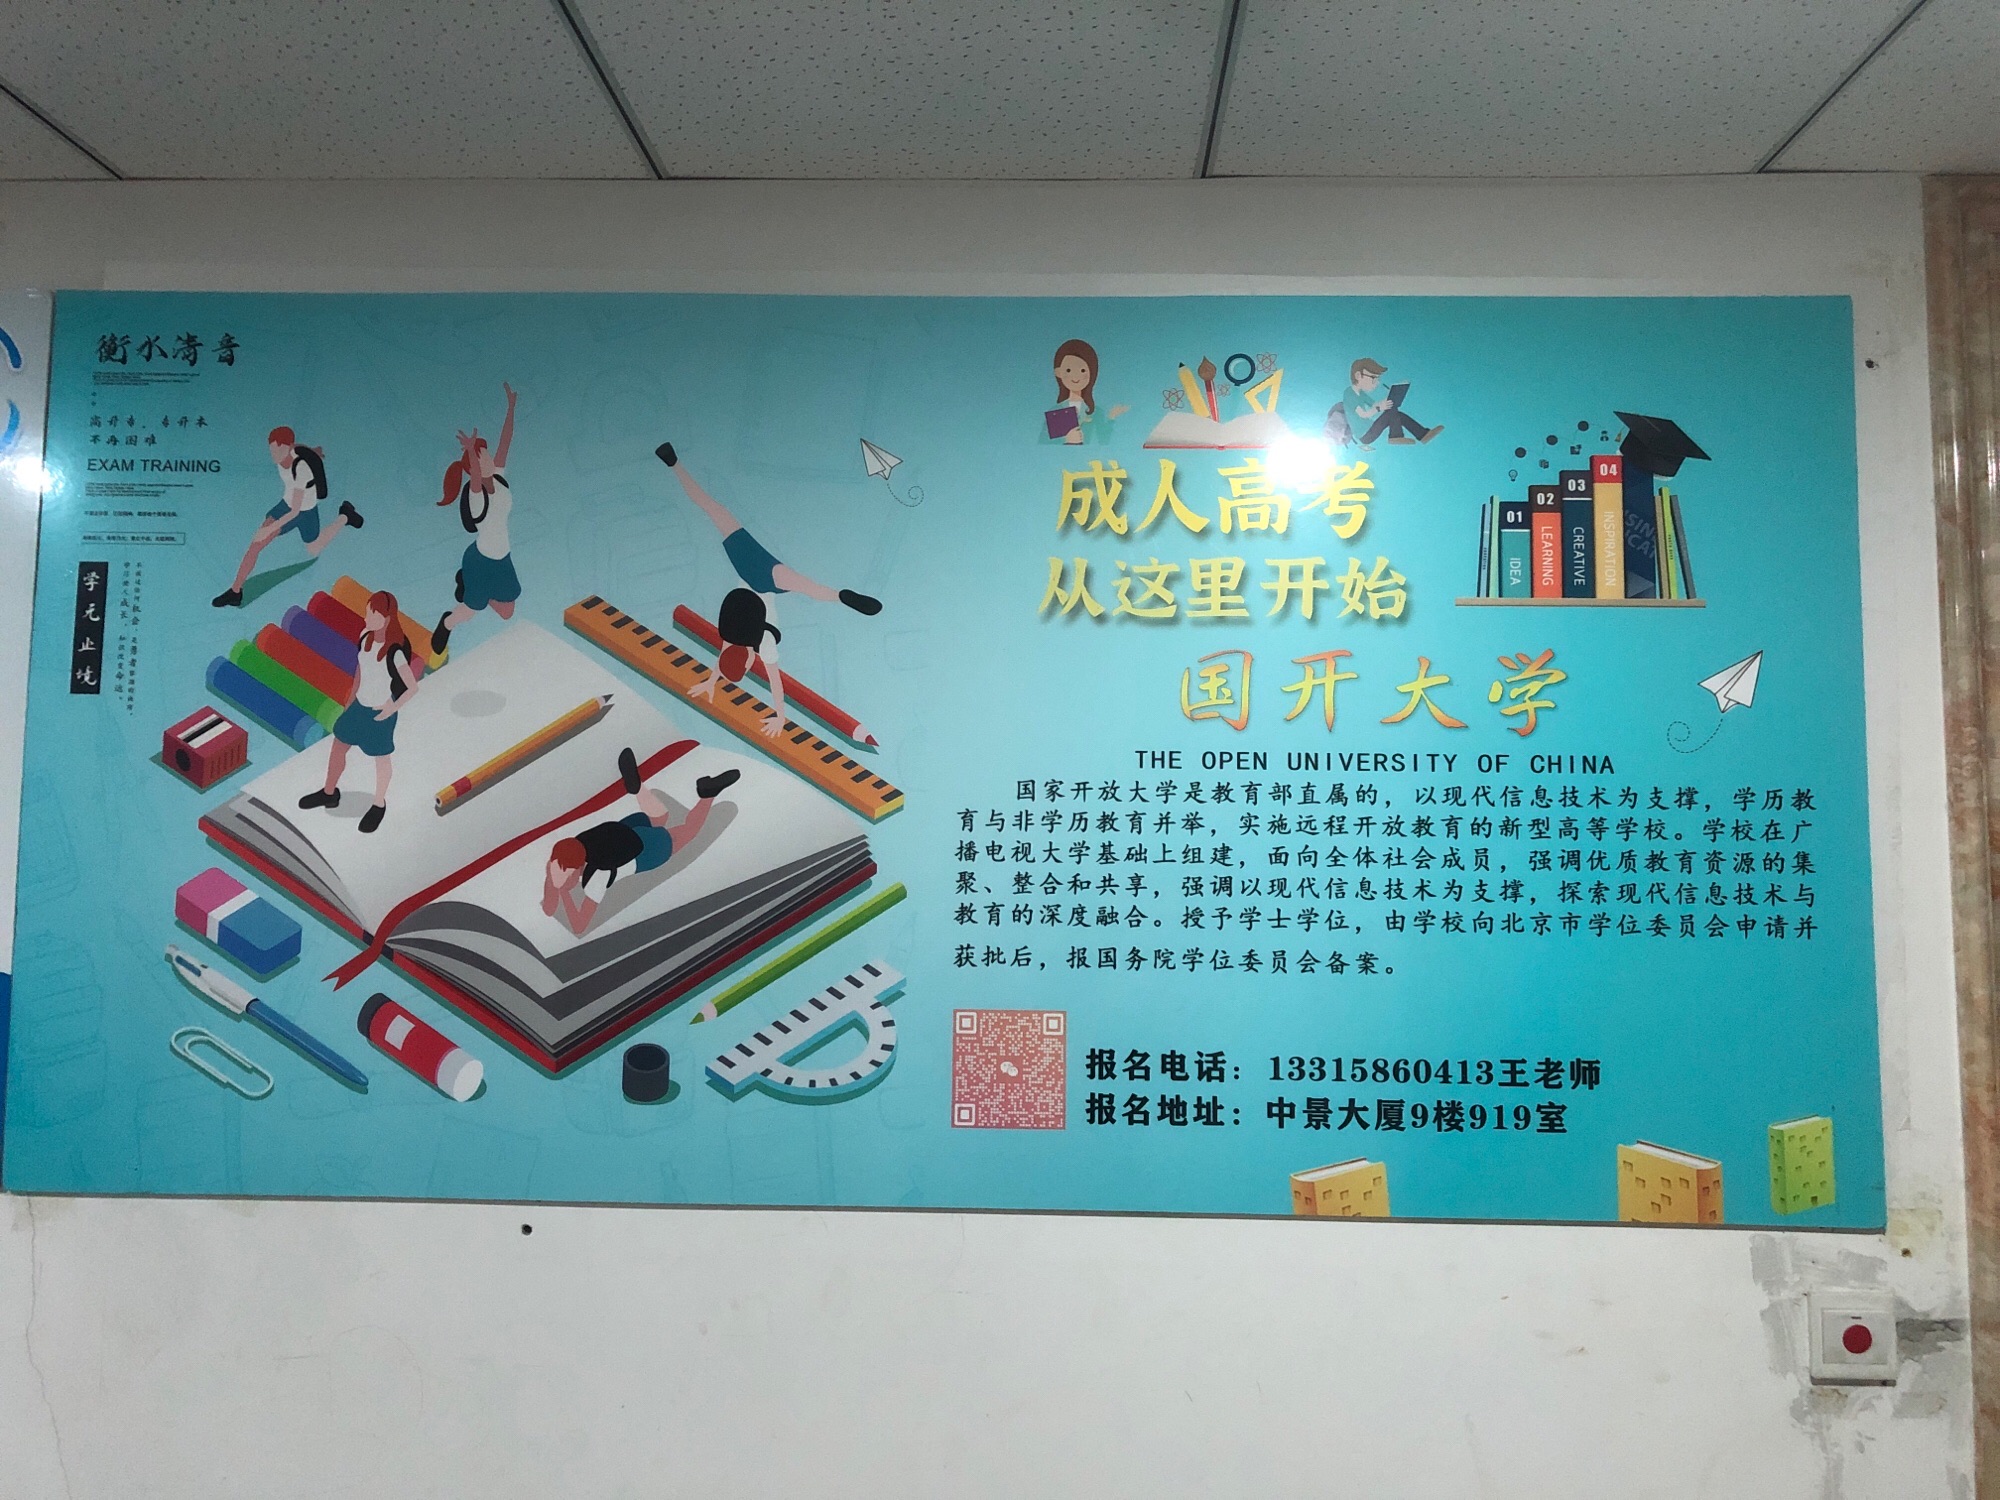 衡水清音
高升专、专升本
不再困难
EXAM TRAINING
学无止境
成人高考
从这里开始
01
02
03
04
IDEA
LEARNING
CREATIVE
INSPIRATION
国开大学
THE OPEN UNIVERSITY OF CHINA
国家开放大学是教育部直属的，以现代信息技术为支撑，学历教
育与非学历教育并举，实施远程开放教育的新型高等学校。学校在广
播电视大学基础上组建，面向全体社会成员，强调优质教育资源的集
聚、整合和共享，强调以现代信息技术为支撑，探索现代信息技术与
教育的深度融合。授予学士学位，由学校向北京市学位委员会申请并
获批后，报国务院学位委员会备案。
报名电话：13315860413王老师
报名地址：中景大厦9楼919室